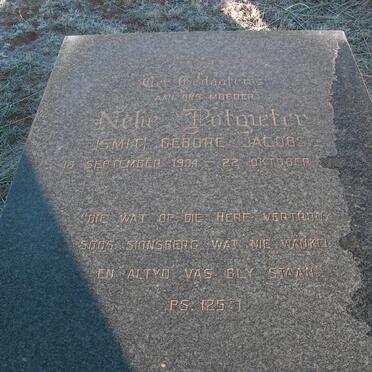 Ter Gedagtenis
AAN ONS MOEDER
Potgieter
(SMIT) GEBORE JACOBS
18 SEPTEMBER 1904 – 22 OKTOBER
"DIE WAT OP DIE HERE VERTROU,
SOOS SIONSBERG WAT NIE WANKEL
EN ALTYD VAS BLY STAAN.
PS. 125:1